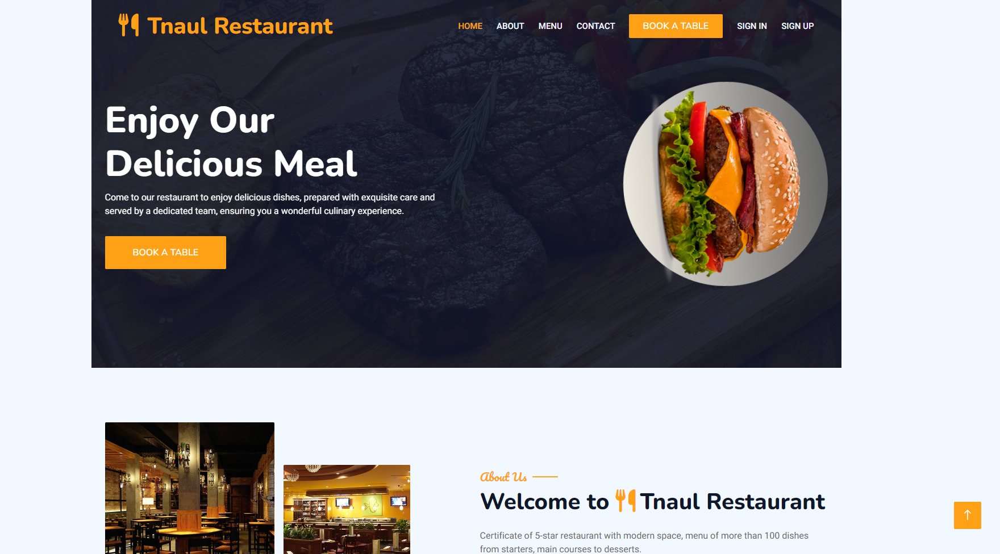 Tnaul Restaurant
HOME ABOUT MENU CONTACT BOOK A TABLE SIGN IN SIGN UP
Enjoy Our
Delicious Meal
Come to our restaurant to enjoy delicious dishes, prepared with exquisite care and
served by a dedicated team, ensuring you a wonderful culinary experience.
BOOK A TABLE
About Us
Welcome to Tnaul Restaurant
Certificate of 5-star restaurant with modern space, menu of more than 100 dishes
from starters, main courses to desserts.